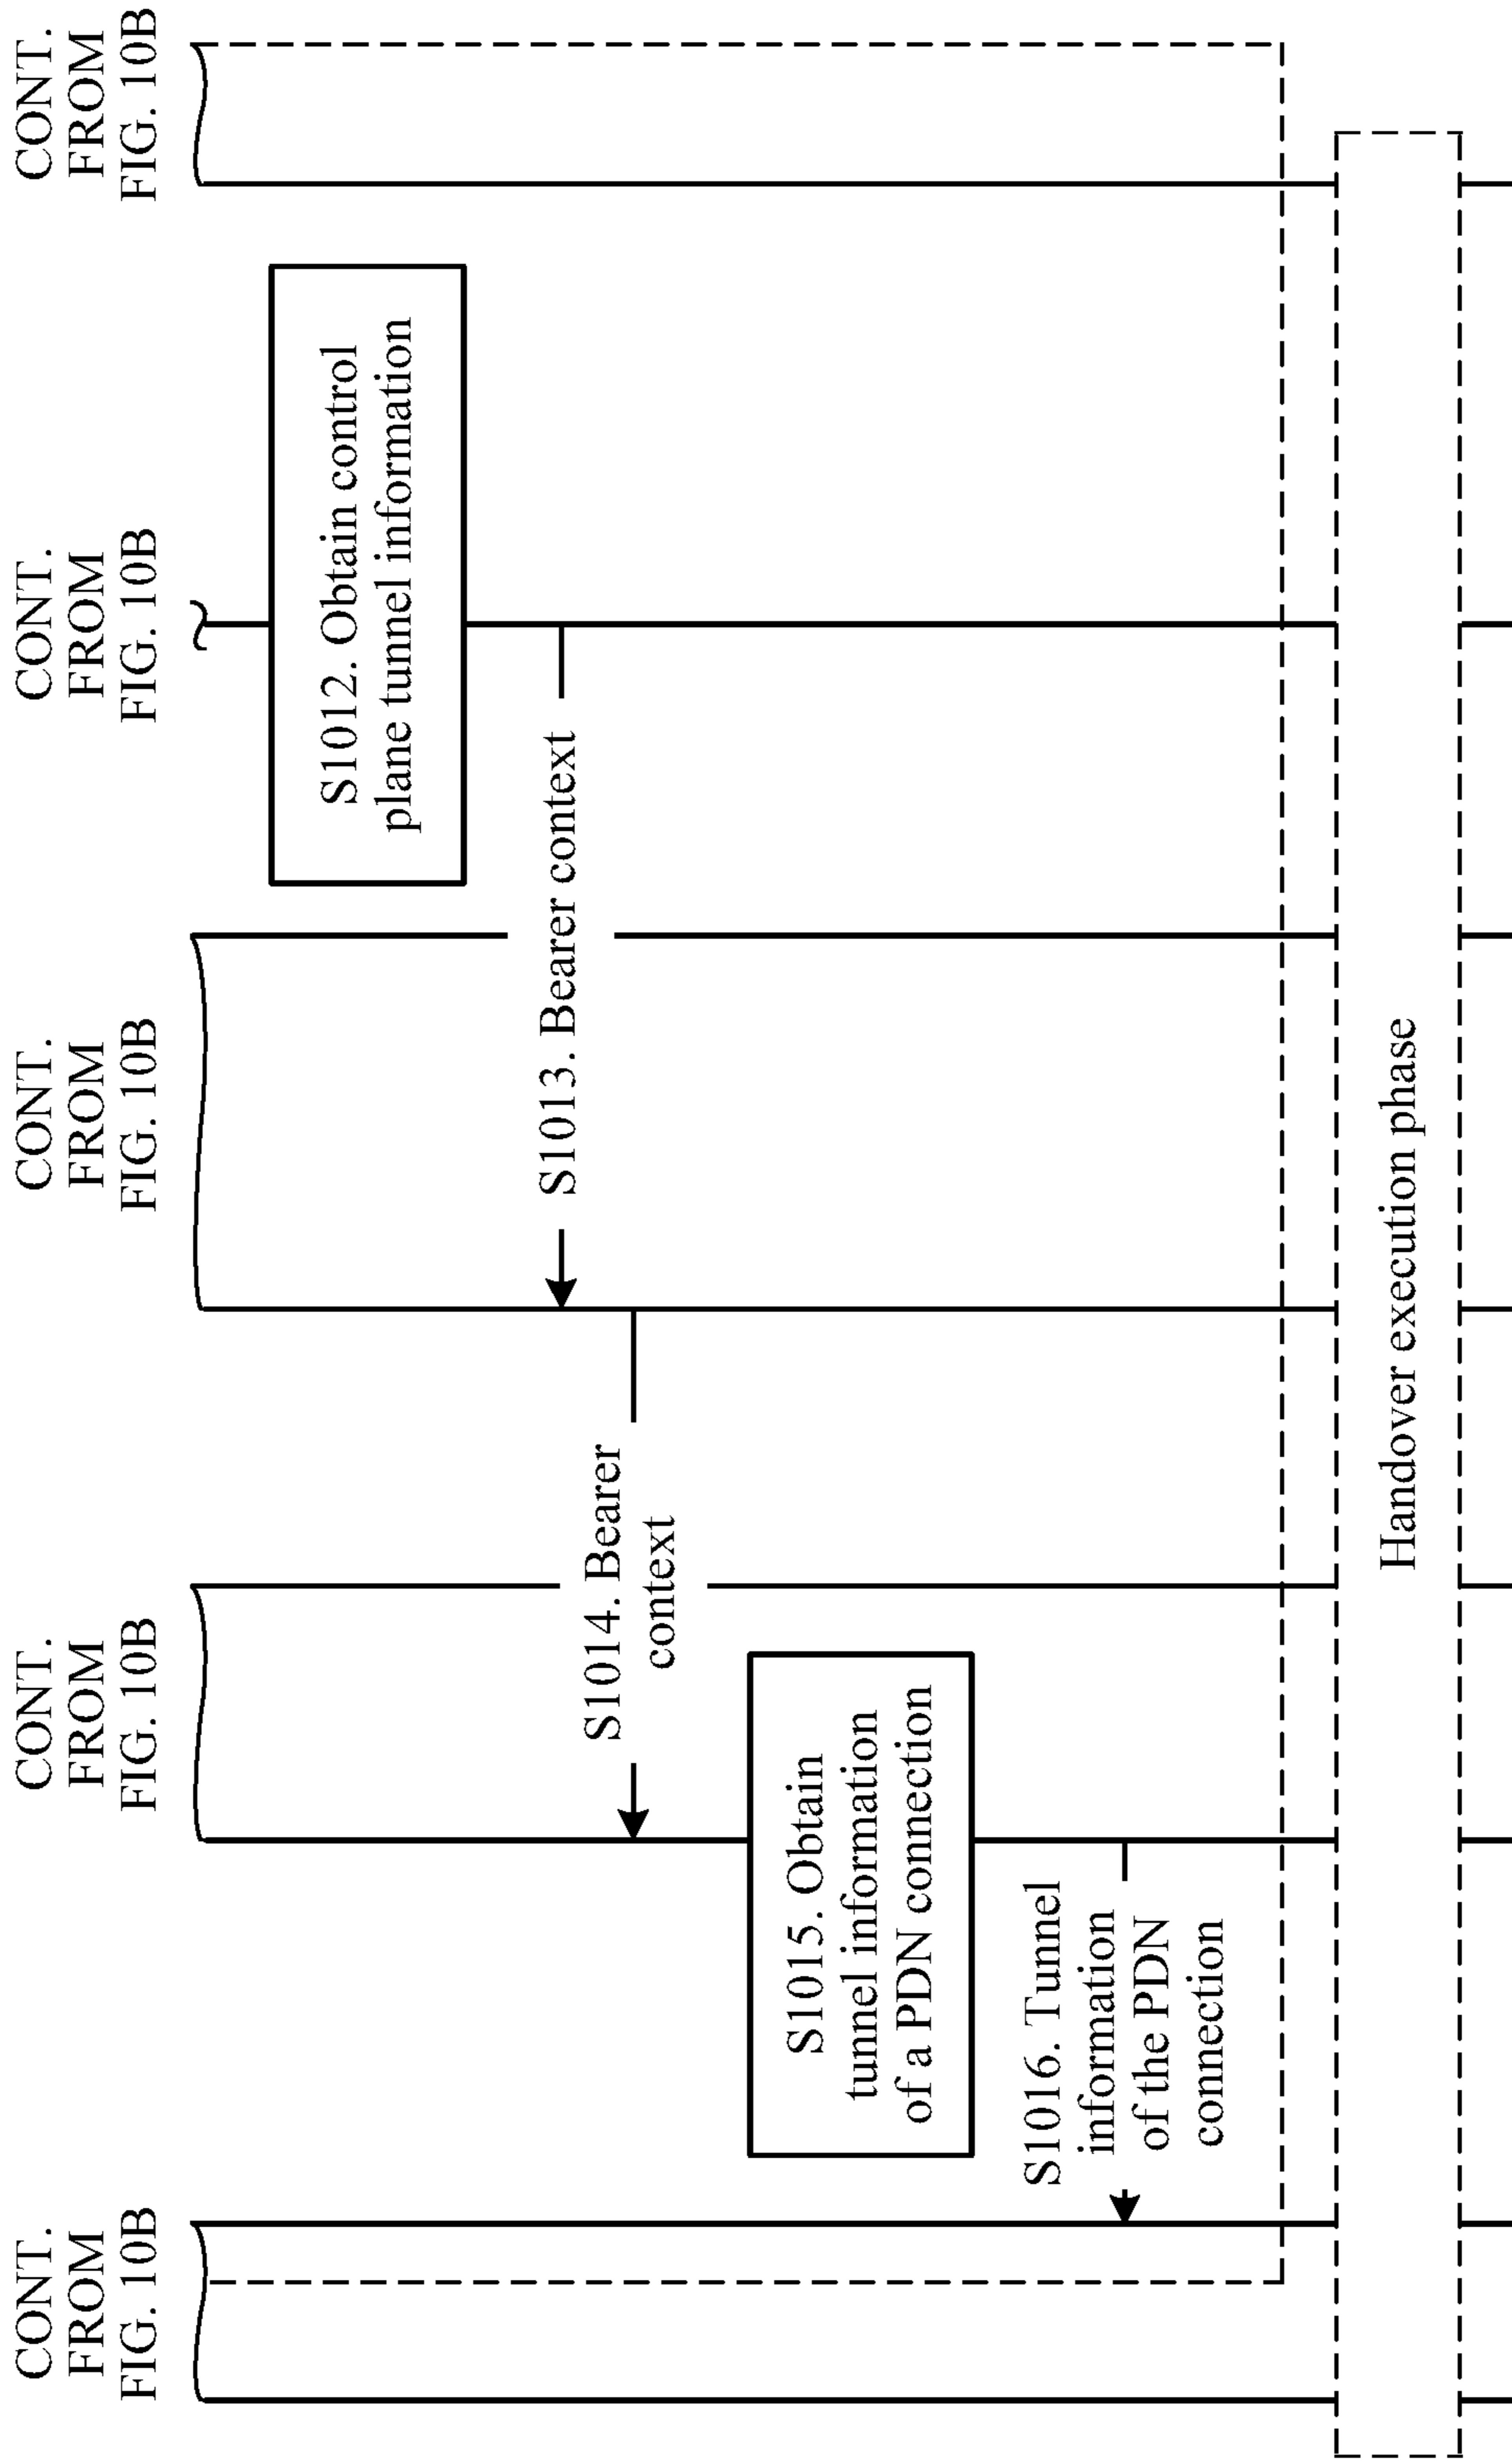 CONT.
FROM
FIG. 10B
CONT.
FROM
FIG. 10B
CONT.
FROM
FIG. 10B
CONT.
FROM
FIG. 10B
CONT.
FROM
FIG. 10B
S1012. Obtain control
plane tunnel information
S1013. Bearer context
S1014. Bearer
context
S1015. Obtain
tunnel information
of a PDN connection
S1016. Tunnel
information
of the PDN
connection
Handover execution phase